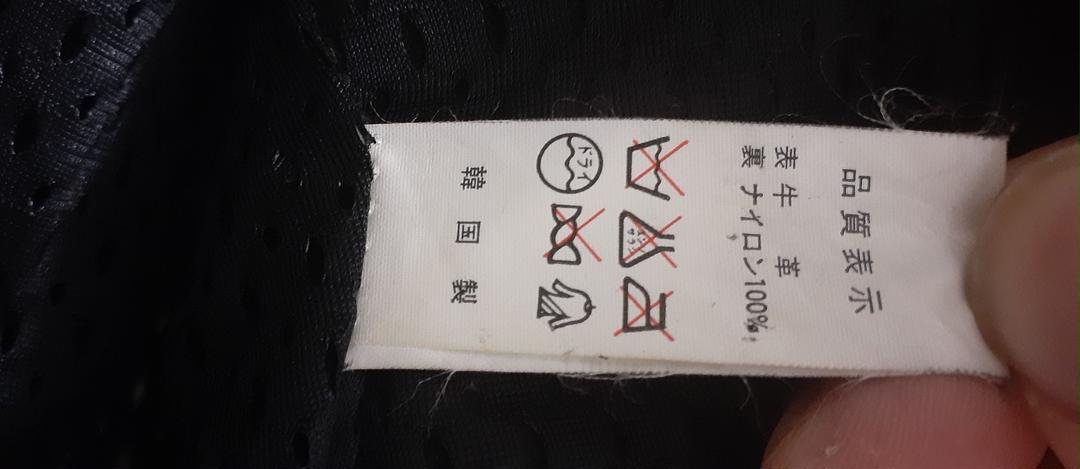 品質表示
表 牛革
裏 ナイロン100%
ドライ
韓国製